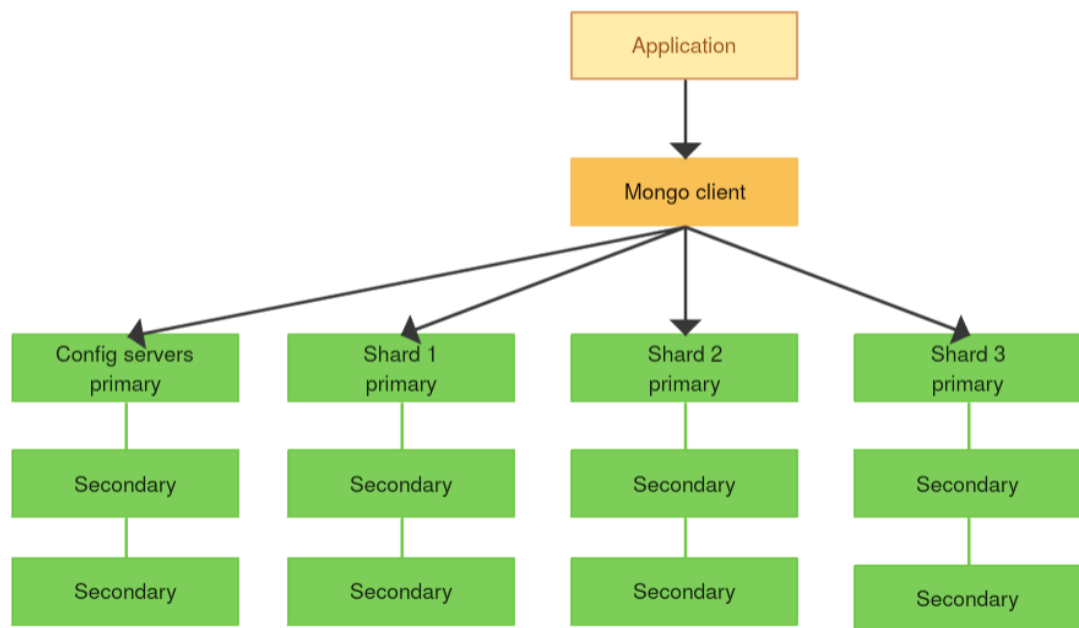 Application
Mongo client
Config servers
primary
Shard 1
primary
Shard 2
primary
Shard 3
primary
Secondary
Secondary
Secondary
Secondary
Secondary
Secondary
Secondary
Secondary